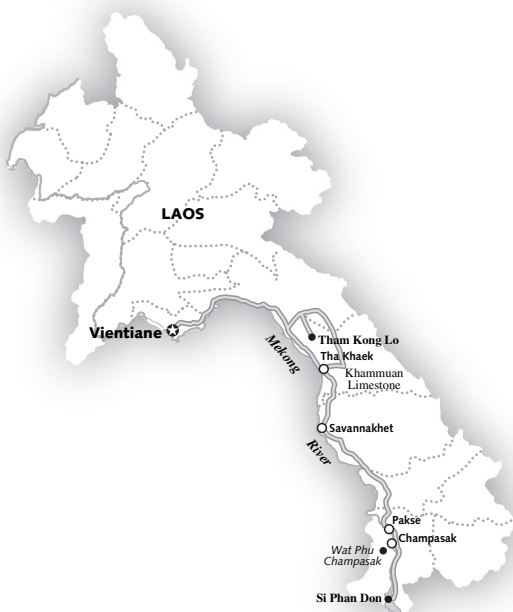 LAOS
Vientiane
Tham Kong Lo
Tha Khaek
Mekong
Khammuan
Limestone
Savannakhet
River
Pakse
Champasak
Wat Phu
Champasak
Si Phan Don